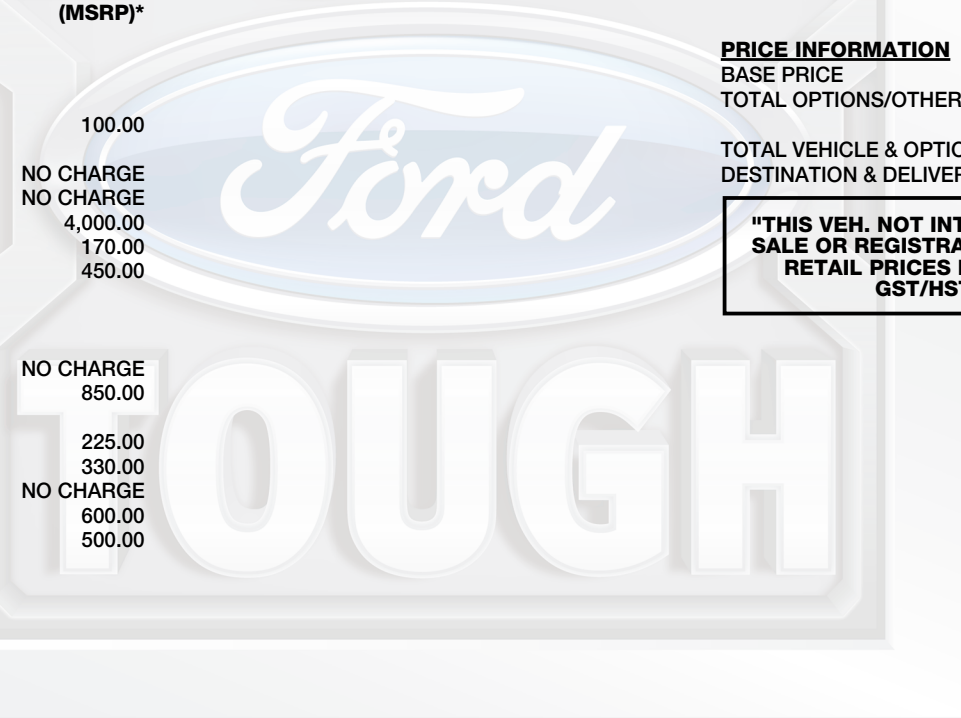 (MSRP)*
100.00
NO CHARGE
NO CHARGE
4,000.00
170.00
450.00
NO CHARGE
850.00
225.00
330.00
NO CHARGE
600.00
500.00
PRICE INFORMATION
BASE PRICE
TOTAL OPTIONS/OTHER
TOTAL VEHICLE & OPTIO
DESTINATION & DELIVER
"THIS VEH. NOT INT
SALE OR REGISTRA
RETAIL PRICES
GST/HST
Ford
TOUGH